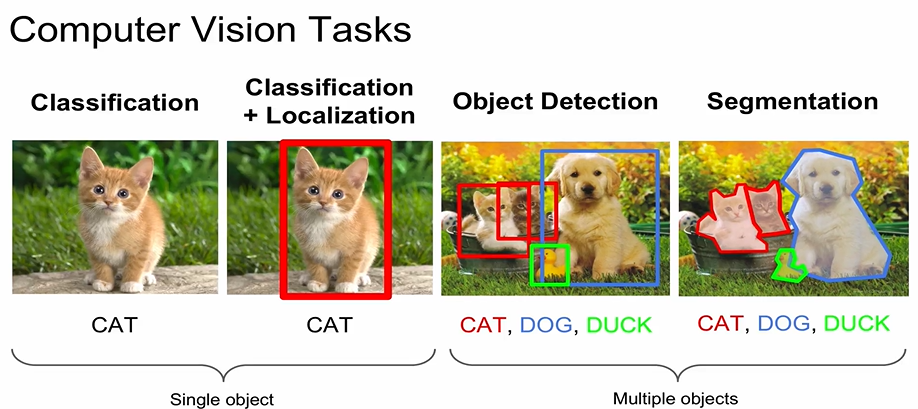 Computer Vision Tasks
Classification
Classification
+ Localization
Object Detection
Segmentation
CAT
CAT
CAT, DOG, DUCK
CAT, DOG, DUCK
Single object
Multiple objects